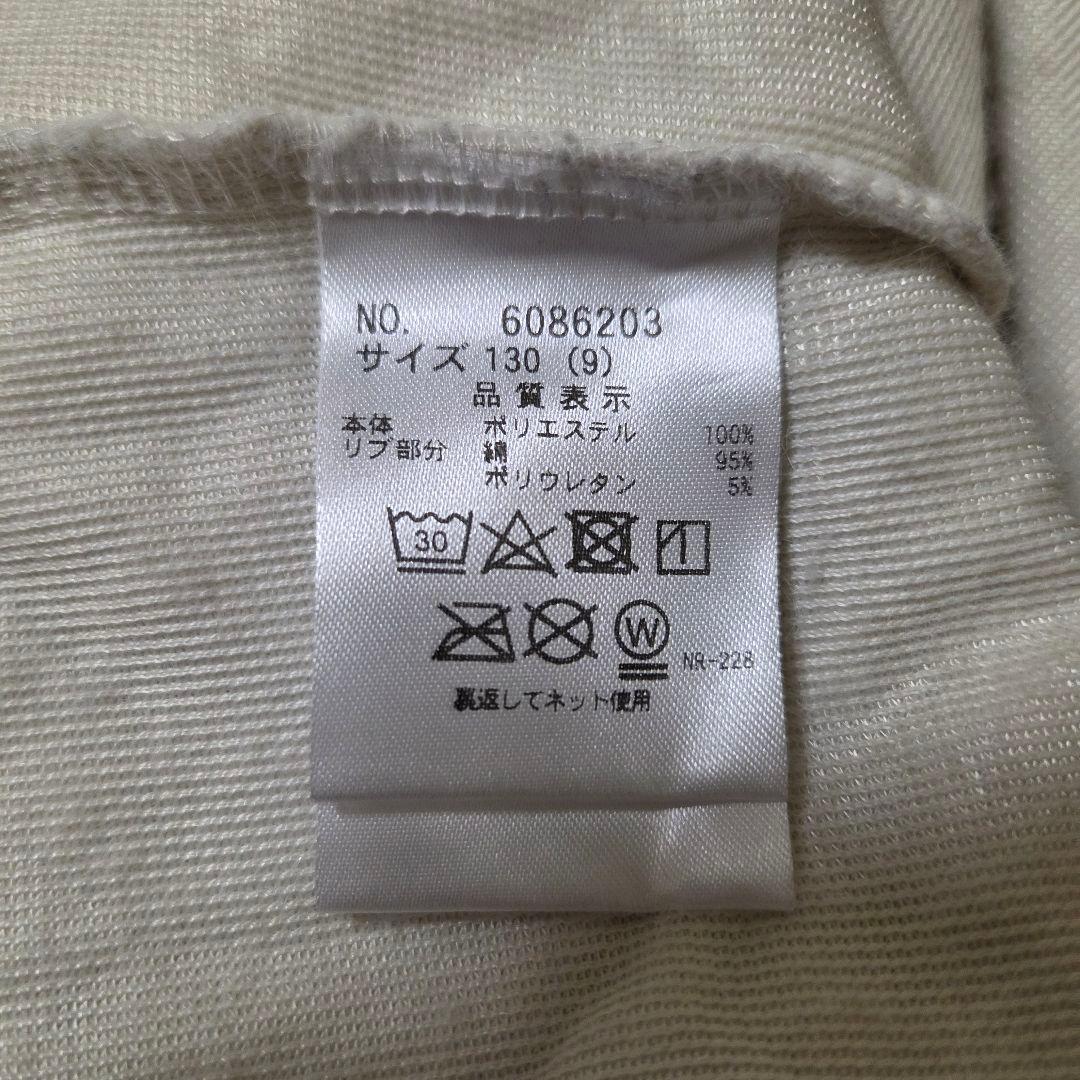 NO. 6086203
サイズ 130 (9)
品質表示
本体 ポリエステル 100%
リブ部分 綿 95%
ポリウレタン 5%
30
W NR-228
裏返してネット使用